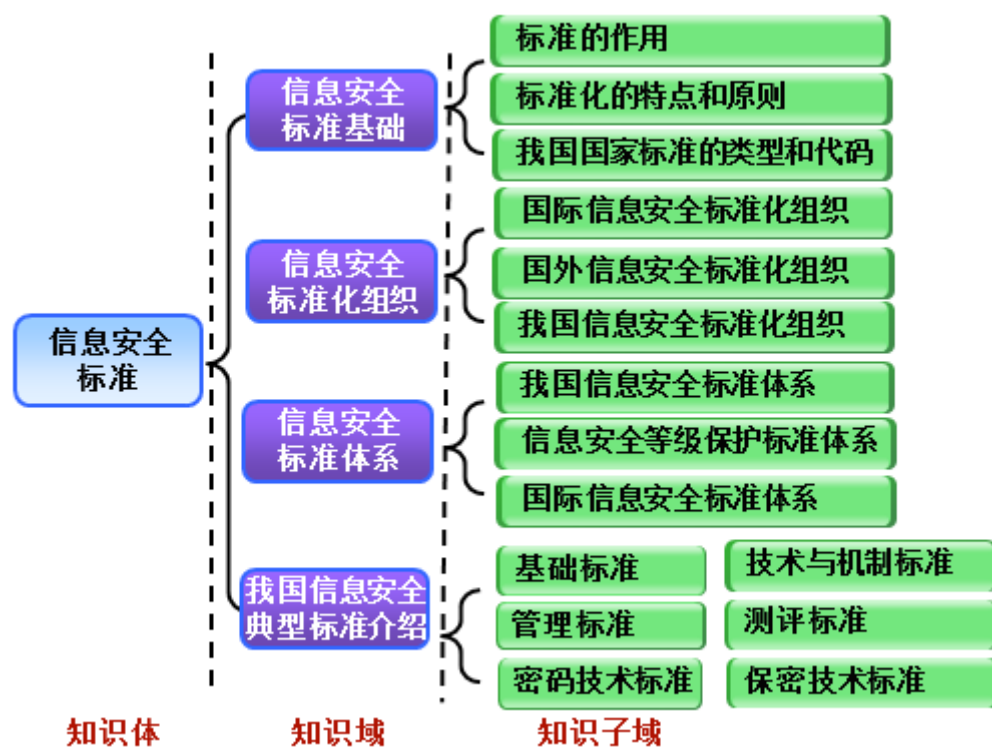 标准的作用
信息安全
标准基础
标准化的特点和原则
我国国家标准的类型和代码
国际信息安全标准化组织
信息安全
标准化组织
国外信息安全标准化组织
我国信息安全标准化组织
信息安全
标准
我国信息安全标准体系
信息安全
标准体系
信息安全等级保护标准体系
国际信息安全标准体系
我国信息安全
典型标准介绍
基础标准
技术与机制标准
管理标准
测评标准
密码技术标准
保密技术标准
知识体
知识域
知识子域